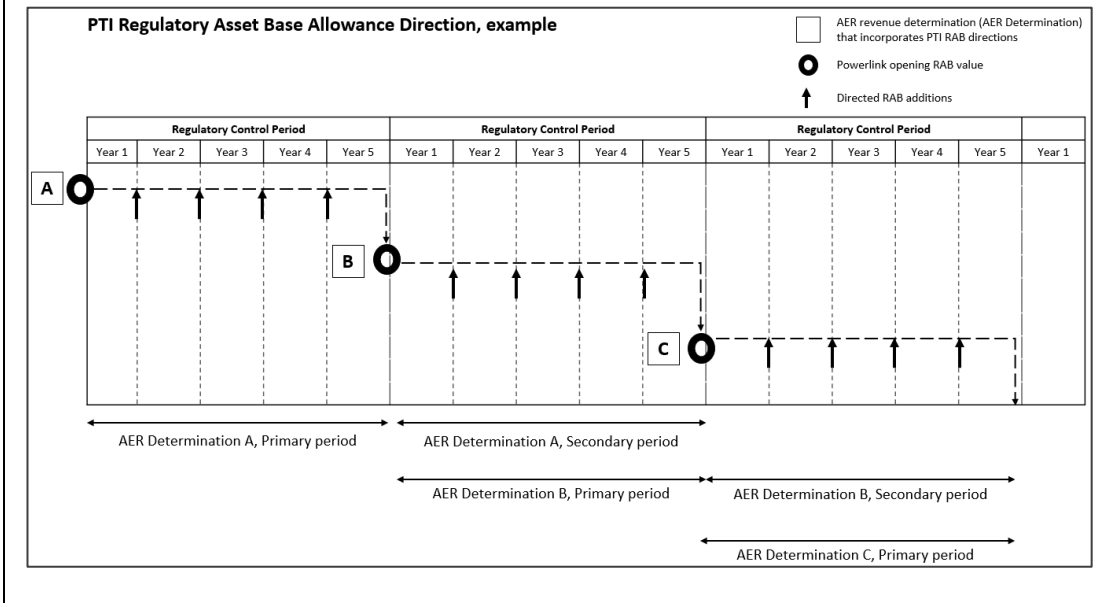 PTI Regulatory Asset Base Allowance Direction, example
AER revenue determination (AER Determination)
that incorporates PTI RAB directions
Powerlink opening RAB value
Directed RAB additions
Regulatory Control Period Regulatory Control Period Regulatory Control Period
Year 1 Year 2 Year 3 Year 4 Year 5 Year 1 Year 2 Year 3 Year 4 Year 5 Year 1 Year 2 Year 3 Year 4 Year 5 Year 1
A
B
C
AER Determination A, Primary period AER Determination A, Secondary period
AER Determination B, Primary period AER Determination B, Secondary period
AER Determination C, Primary period